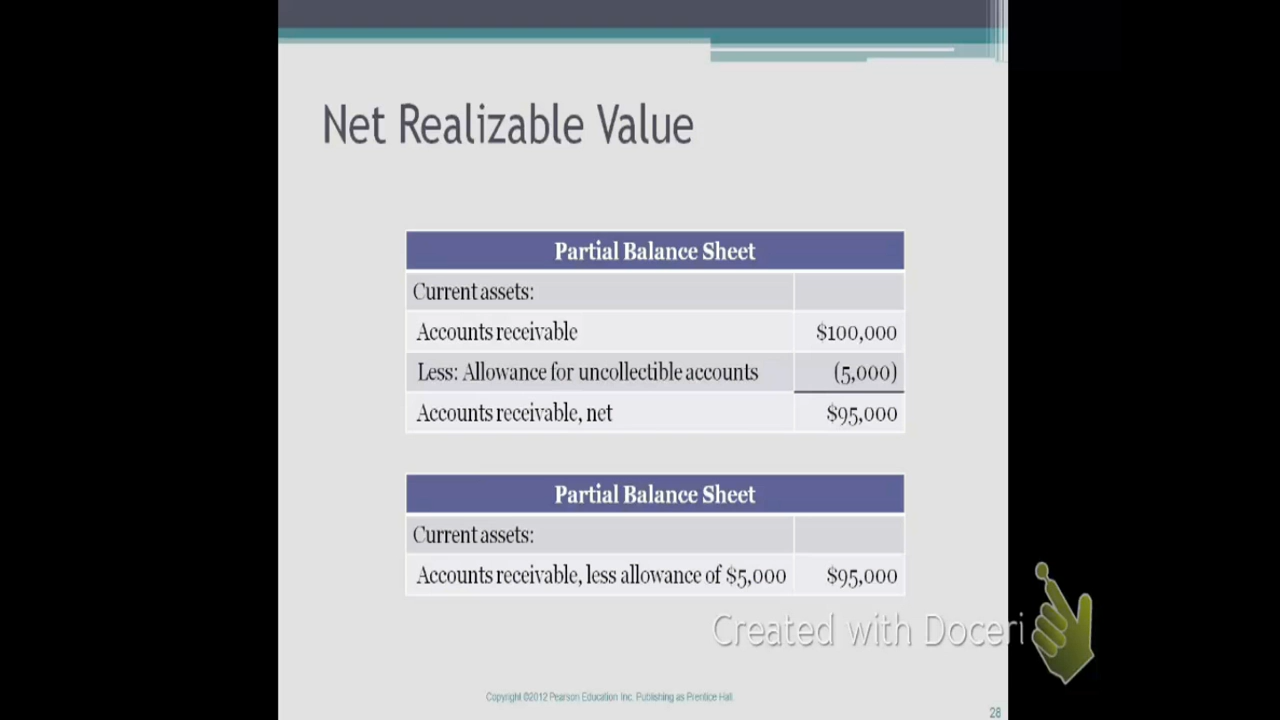 Net Realizable Value
Partial Balance Sheet
Current assets:
Accounts receivable $100,000
Less: Allowance for uncollectible accounts (5,000)
Accounts receivable, net $95,000
Partial Balance Sheet
Current assets:
Accounts receivable, less allowance of $5,000 $95,000
Created with Doceri
Copyright ©2012 Pearson Education Inc. Publishing as Prentice Hall.
28